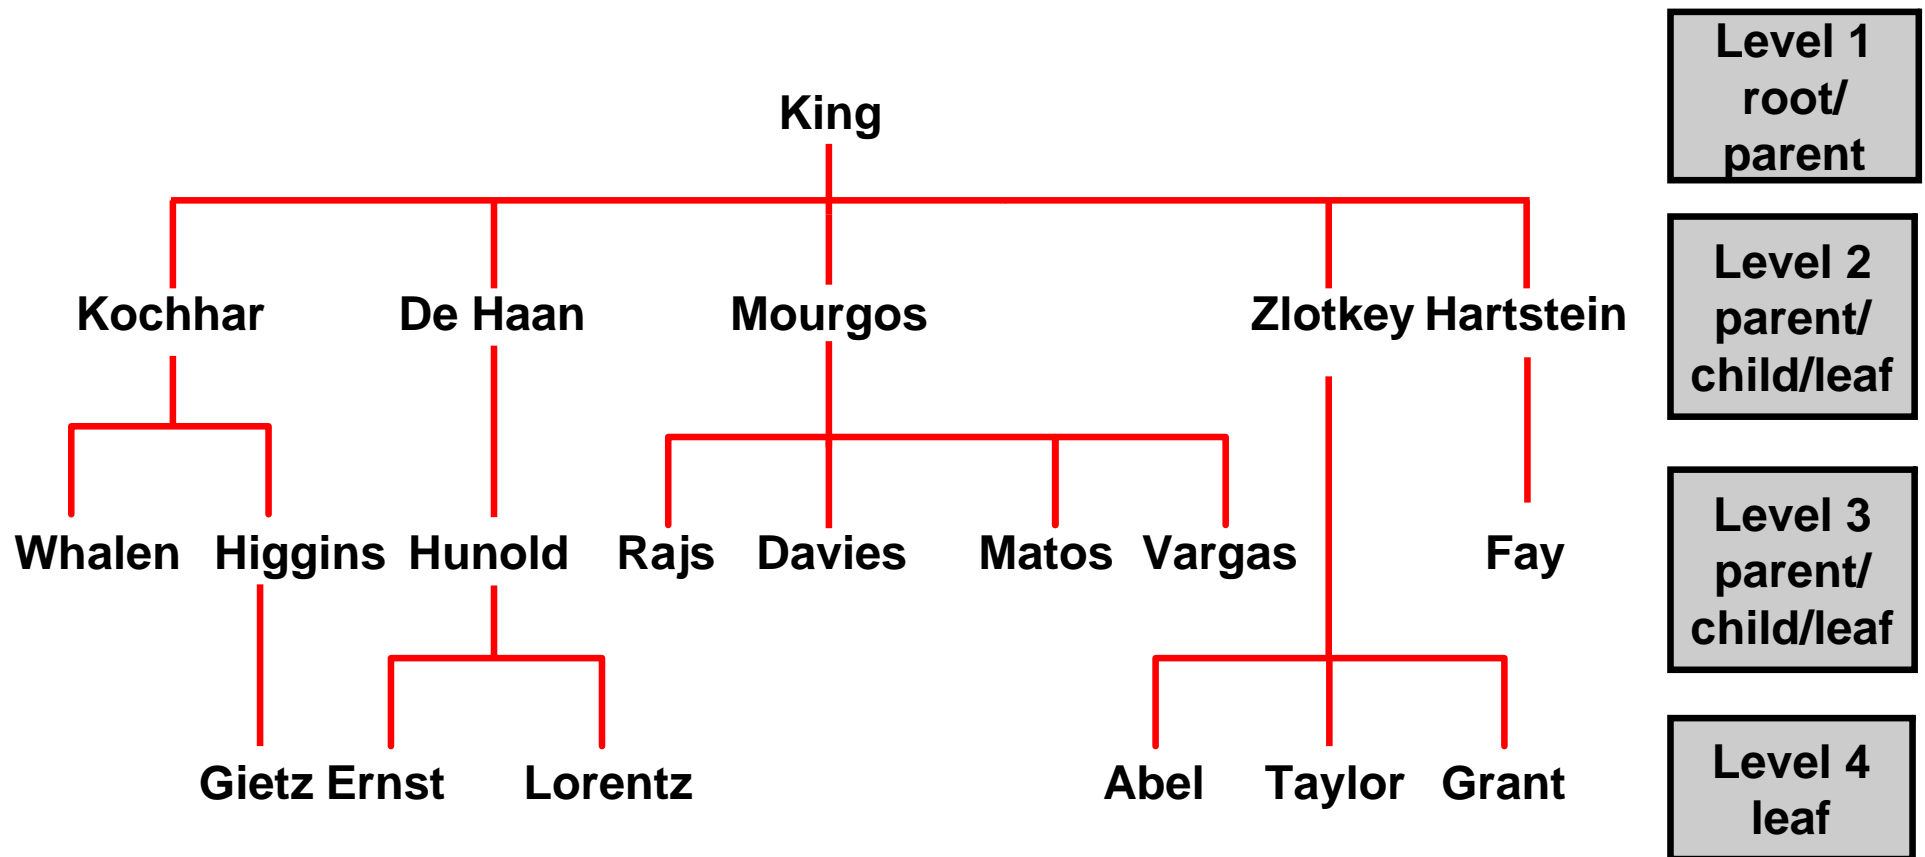 King
Level 1
root/
parent
Kochhar De Haan Mourgos Zlotkey Hartstein
Level 2
parent/
child/leaf
Whalen Higgins Hunold Rajs Davies Matos Vargas Fay
Level 3
parent/
child/leaf
Gietz Ernst Lorentz Abel Taylor Grant
Level 4
leaf